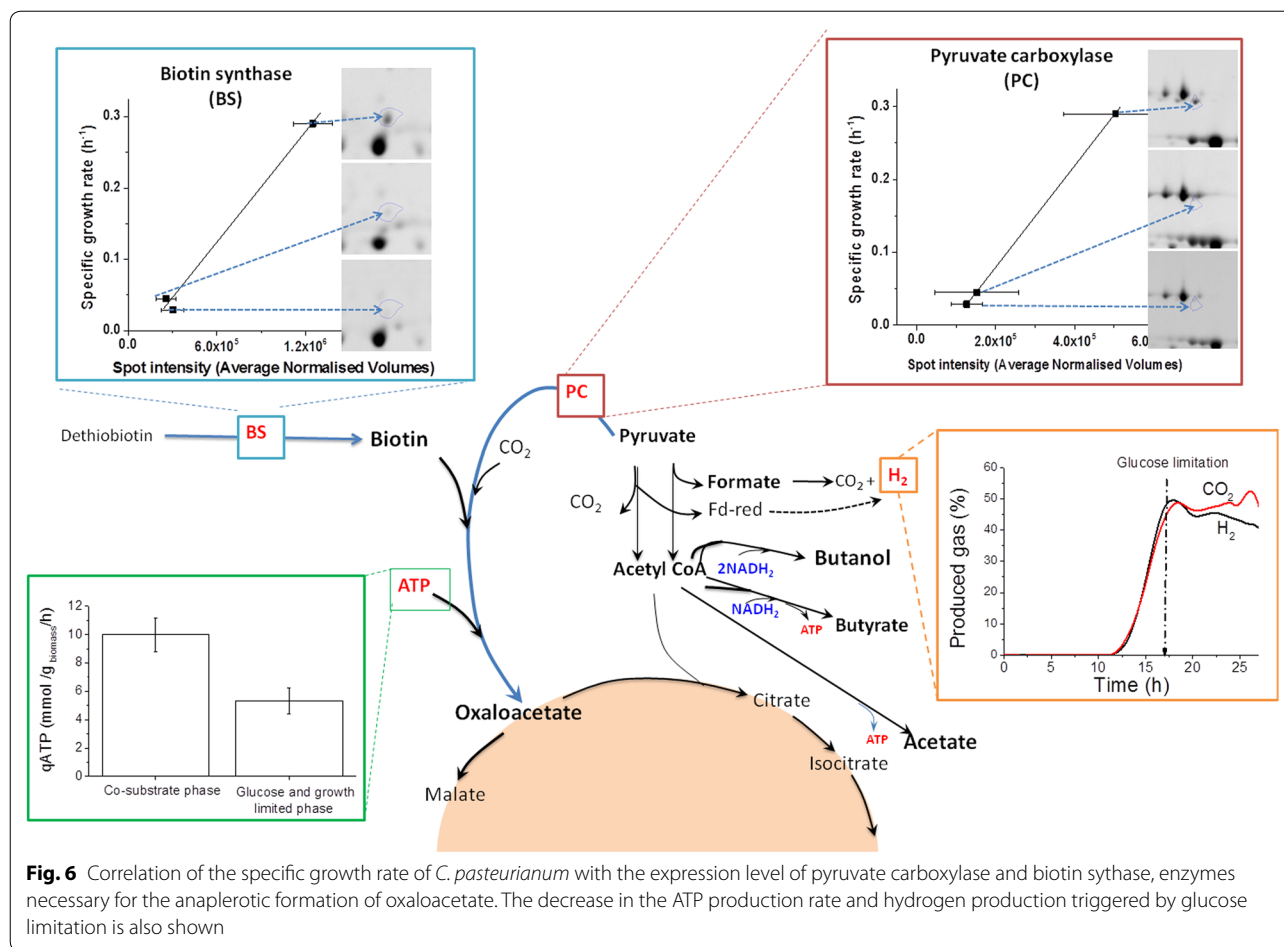 Biotin synthase
(BS)
Specific growth rate (h⁻¹)
0.3
0.2
0.1
0.0
0.0
6.0x10⁵
1.2x10⁶
Spot intensity (Average Normalised Volumes)
Pyruvate carboxylase
(PC)
Specific growth rate (h⁻¹)
0.3
0.2
0.1
0.0
2.0x10⁵
4.0x10⁵
6.0
Spot intensity (Average Normalised Volumes)
Dethiobiotin
BS
Biotin
CO₂
PC
Pyruvate
CO₂
Formate
CO₂ +
H₂
Fd-red
Acetyl CoA
2NADH₂
Butanol
NADH₂
ATP
Butyrate
ATP
Acetate
ATP
Oxaloacetate
Malate
Citrate
Isocitrate
qATP (mmol /g biomass/h)
12
10
8
6
4
2
0
Co-substrate phase
Glucose and growth
limited phase
Glucose limitation
Produced gas (%)
60
50
40
30
20
10
0
CO₂
H₂
0
5
10
15
20
25
Time (h)
Fig. 6 Correlation of the specific growth rate of C. pasteurianum with the expression level of pyruvate carboxylase and biotin sythase, enzymes
necessary for the anaplerotic formation of oxaloacetate. The decrease in the ATP production rate and hydrogen production triggered by glucose
limitation is also shown